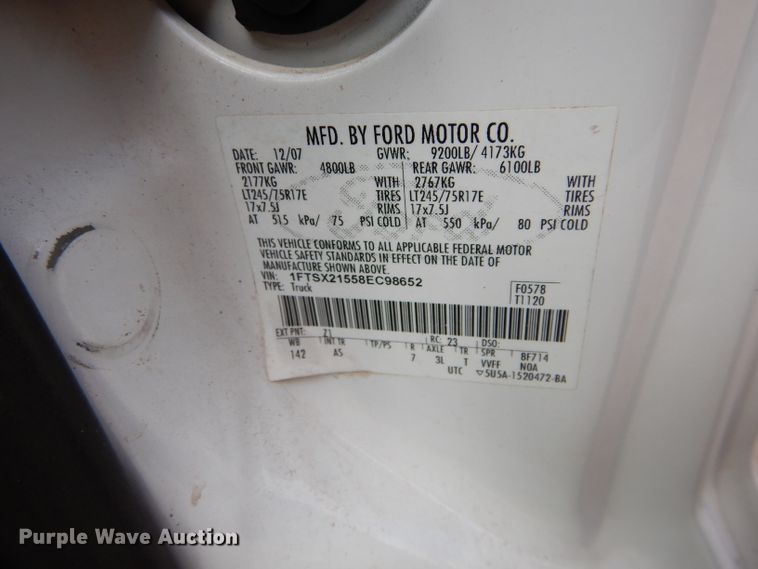 MFD. BY FORD MOTOR CO.
DATE: 12/07 GVWR: 9200LB/ 4173KG
FRONT GAWR: 4800LB REAR GAWR: 6100LB
2177KG WITH 2767KG WITH
LT245/75R17E TIRES LT245/75R17E TIRES
17x7.5J RIMS 17x7.5J RIMS
AT 515 kPa/ 75 PSI COLD AT 550 kPa/ 80 PSI COLD
THIS VEHICLE CONFORMS TO ALL APPLICABLE FEDERAL MOTOR
VEHICLE SAFETY STANDARDS IN EFFECT ON THE DATE OF
MANUFACTURE SHOWN ABOVE.
VIN: 1FTSX21558EC98652 F0578
TYPE: Truck T1120
EXT PNT: Z1 RC: 23 DSO:
WB INT TR TP/PS R AXLE TR SPR 8F714
142 AS 7 3L T VVFF NOA
UTC ▽5U5A-1520472-BA
Purple Wave Auction